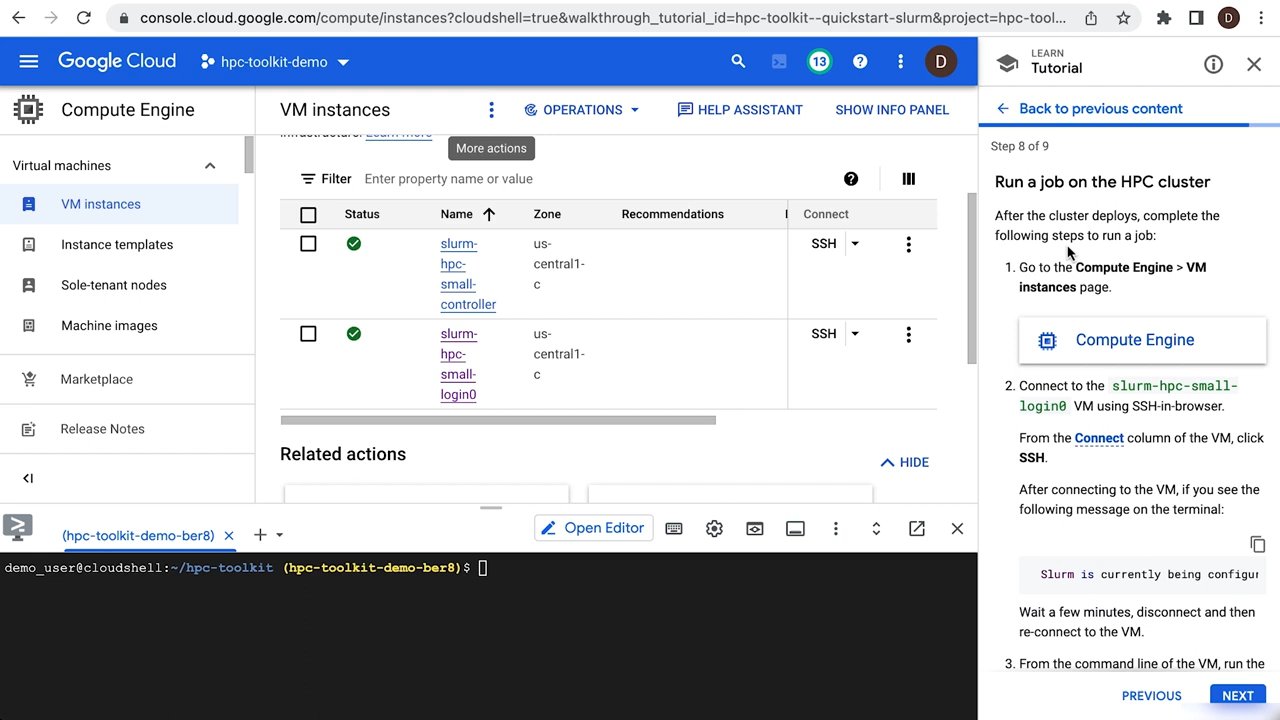 console.cloud.google.com/compute/instances?cloudshell=true&walkthrough_tutorial_id=hpc-toolkit--quickstart-slurm&project=hpc-tool...
D
Google Cloud
hpc-toolkit-demo
13
D
Compute Engine
Virtual machines
VM instances
Instance templates
Sole-tenant nodes
Machine images
Marketplace
Release Notes
VM instances
OPERATIONS
HELP ASSISTANT
SHOW INFO PANEL
infrastructure. Learn more
More actions
Filter
Enter property name or value
Status
Name
Zone
Recommendations
Connect
slurm-
hpc-
small-
controller
us-
central1-
c
SSH
slurm-
hpc-
small-
login0
us-
central1-
c
SSH
Related actions
HIDE
(hpc-toolkit-demo-ber8)
Open Editor
demo_user@cloudshell:~/hpc-toolkit (hpc-toolkit-demo-ber8)$
LEARN
Tutorial
Back to previous content
Step 8 of 9
Run a job on the HPC cluster
After the cluster deploys, complete the
following steps to run a job:
1. Go to the Compute Engine > VM
instances page.
Compute Engine
2. Connect to the slurm-hpc-small-
login0 VM using SSH-in-browser.
From the Connect column of the VM, click
SSH.
After connecting to the VM, if you see the
following message on the terminal:
Slurm is currently being configur
Wait a few minutes, disconnect and then
re-connect to the VM.
3. From the command line of the VM, run the
PREVIOUS
NEXT